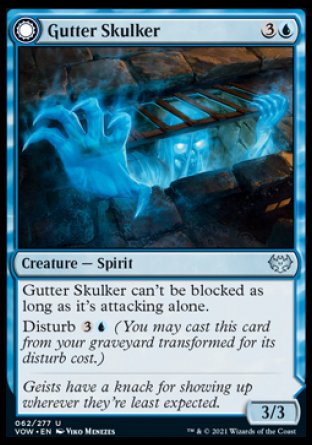 Gutter Skulker 3
Creature — Spirit
Gutter Skulker can't be blocked as
long as it's attacking alone.
Disturb 3 (You may cast this card
from your graveyard transformed for its
disturb cost.)
Geists have a knack for showing up
wherever they're least expected.
3/3
062/277 U
VOW • EN Viko Menezes
™ & © 2021 Wizards of the Coast